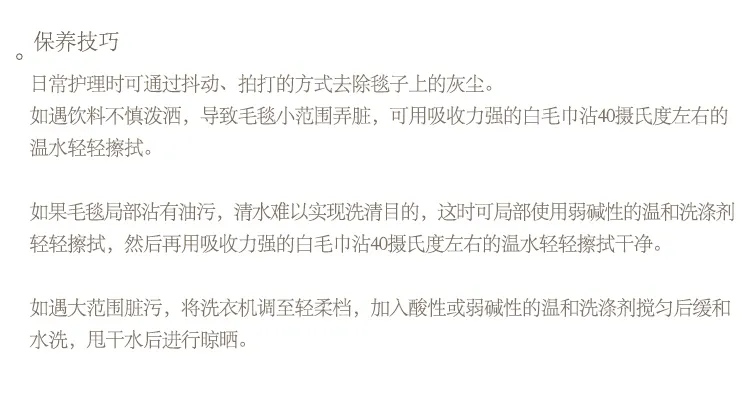 保养技巧
日常护理时可通过抖动、拍打的方式去除毯子上的灰尘。
如遇饮料不慎泼洒，导致毛毯小范围弄脏，可用吸收力强的白毛巾沾40摄氏度左右的
温水轻轻擦拭。
如果毛毯局部沾有油污，清水难以实现洗清目的，这时可局部使用弱碱性的温和洗涤剂
轻轻擦拭，然后再用吸收力强的白毛巾沾40摄氏度左右的温水轻轻擦拭干净。
如遇大范围脏污，将洗衣机调至轻柔档，加入酸性或弱碱性的温和洗涤剂搅匀后缓和
水洗，甩干水后进行晾晒。